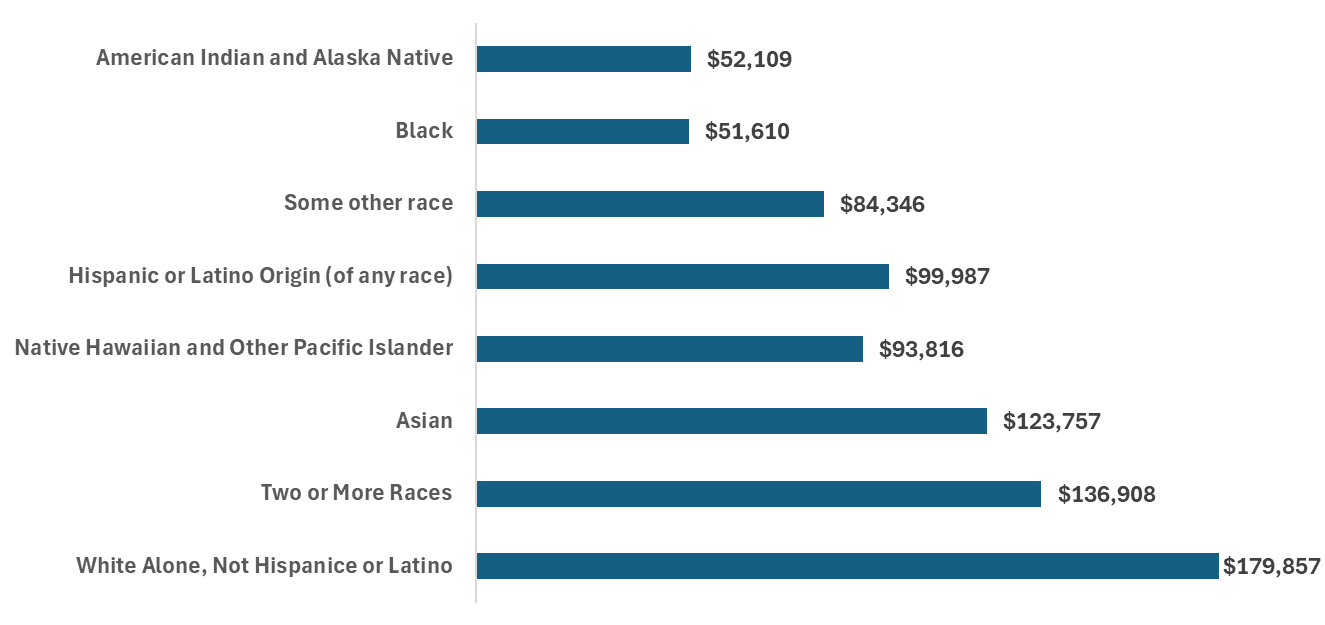 American Indian and Alaska Native $52,109
Black $51,610
Some other race $84,346
Hispanic or Latino Origin (of any race) $99,987
Native Hawaiian and Other Pacific Islander $93,816
Asian $123,757
Two or More Races $136,908
White Alone, Not Hispanice or Latino $179,857